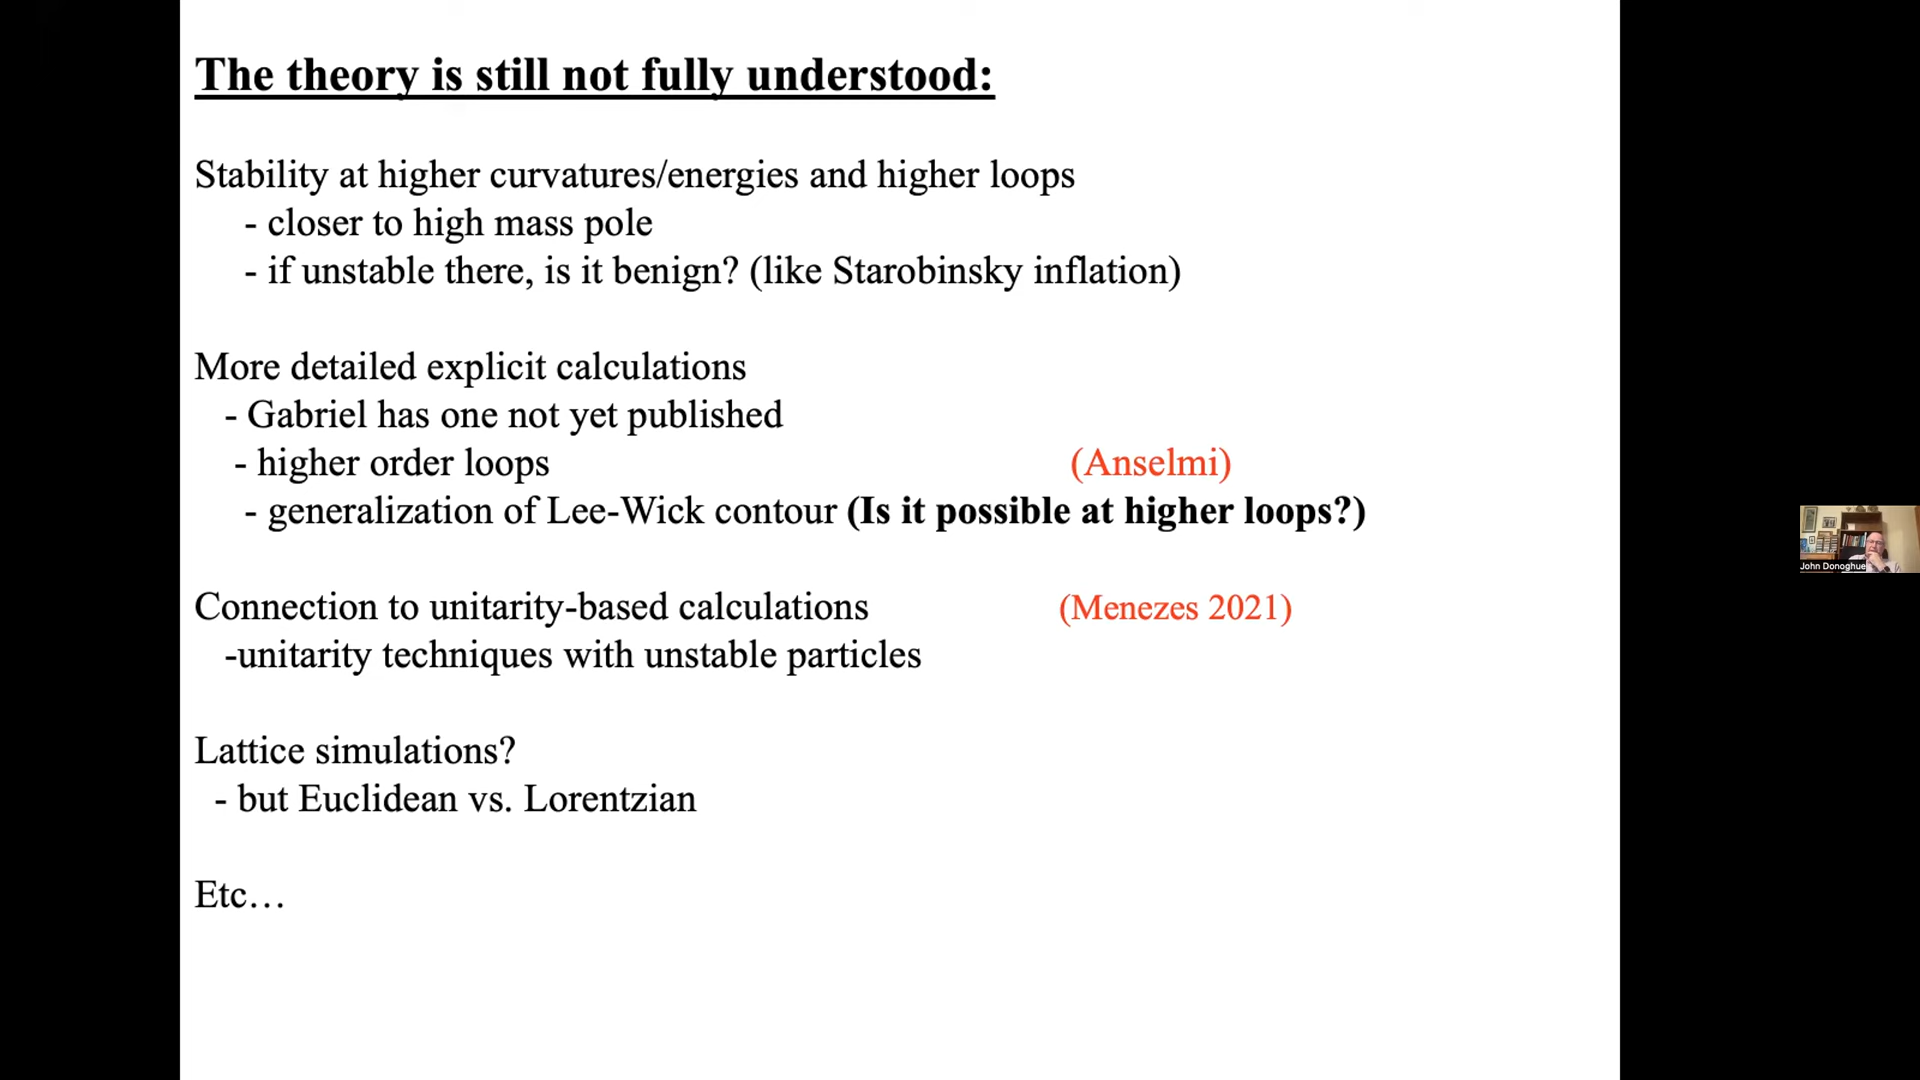 The theory is still not fully understood:
Stability at higher curvatures/energies and higher loops
- closer to high mass pole
- if unstable there, is it benign? (like Starobinsky inflation)
More detailed explicit calculations
- Gabriel has one not yet published
- higher order loops (Anselmi)
- generalization of Lee-Wick contour (Is it possible at higher loops?)
Connection to unitarity-based calculations (Menezes 2021)
-unitarity techniques with unstable particles
Lattice simulations?
- but Euclidean vs. Lorentzian
Etc…
John Donoghue